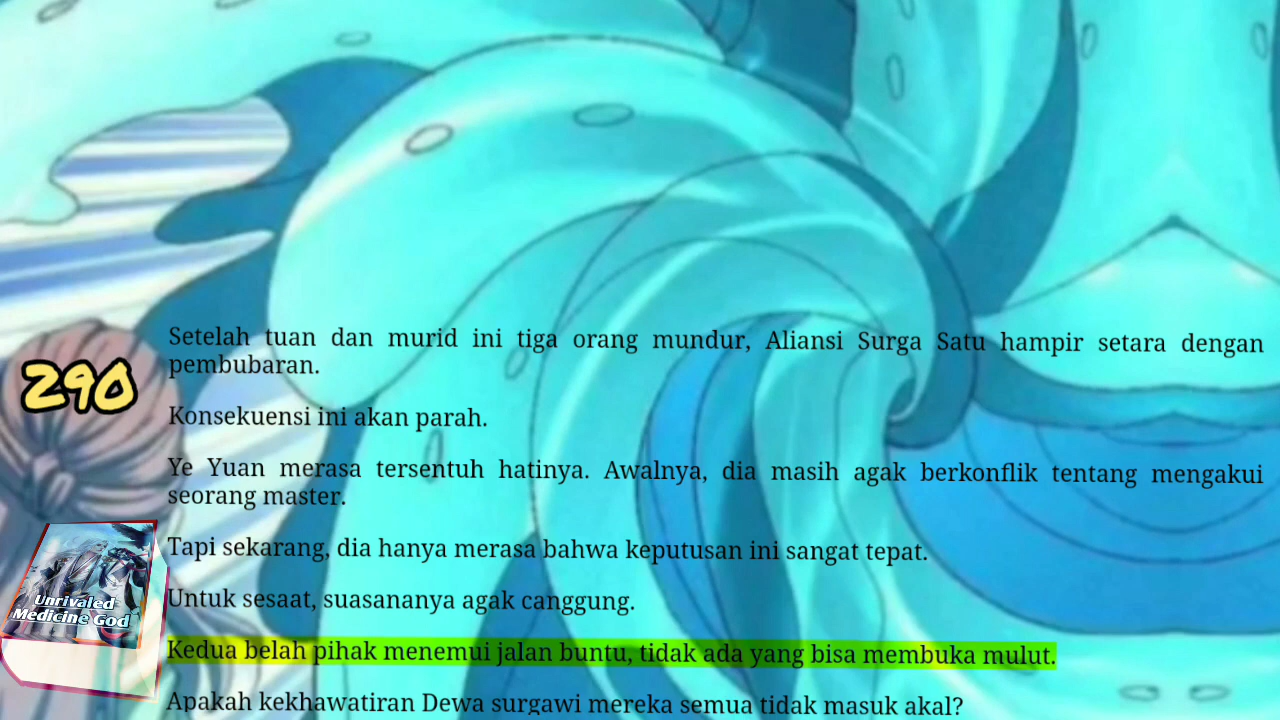 Setelah tuan dan murid ini tiga orang mundur, Aliansi Surga Satu hampir setara dengan
pembubaran.
290
Konsekuensi ini akan parah.
Ye Yuan merasa tersentuh hatinya. Awalnya, dia masih agak berkonflik tentang mengakui
seorang master.
Tapi sekarang, dia hanya merasa bahwa keputusan ini sangat tepat.
Untuk sesaat, suasananya agak canggung.
Unrivaled
Medicine God
Kedua belah pihak menemui jalan buntu, tidak ada yang bisa membuka mulut.
Apakah kekhawatiran Dewa surgawi mereka semua tidak masuk akal?